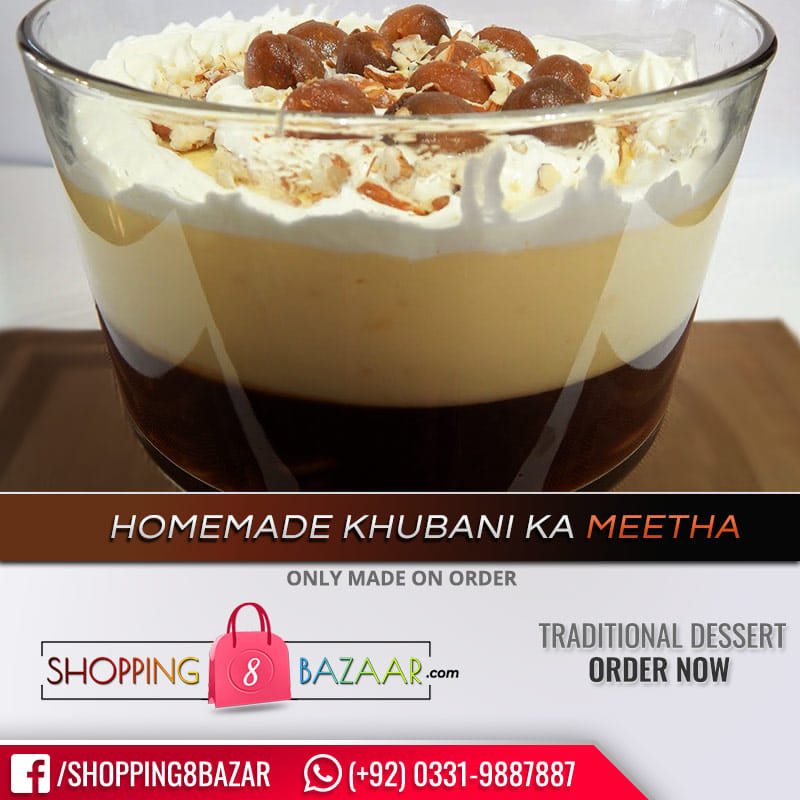 HOMEMADE KHUBANI KA MEETHA
ONLY MADE ON ORDER
SHOPPING 8 BAZAAR.com
TRADITIONAL DESSERT
ORDER NOW
/SHOPPING8BAZAR (+92) 0331-9887887